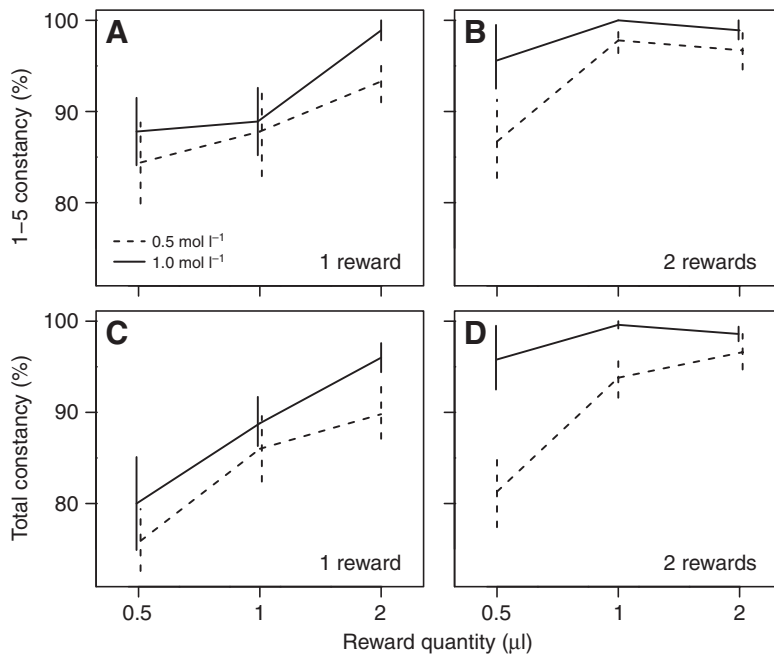 A
B
100
90
80
1–5 constancy (%)
0.5 mol l⁻¹
1.0 mol l⁻¹
1 reward
2 rewards
C
D
100
90
80
Total constancy (%)
1 reward
2 rewards
0.5 1 2 0.5 1 2
Reward quantity (µl)